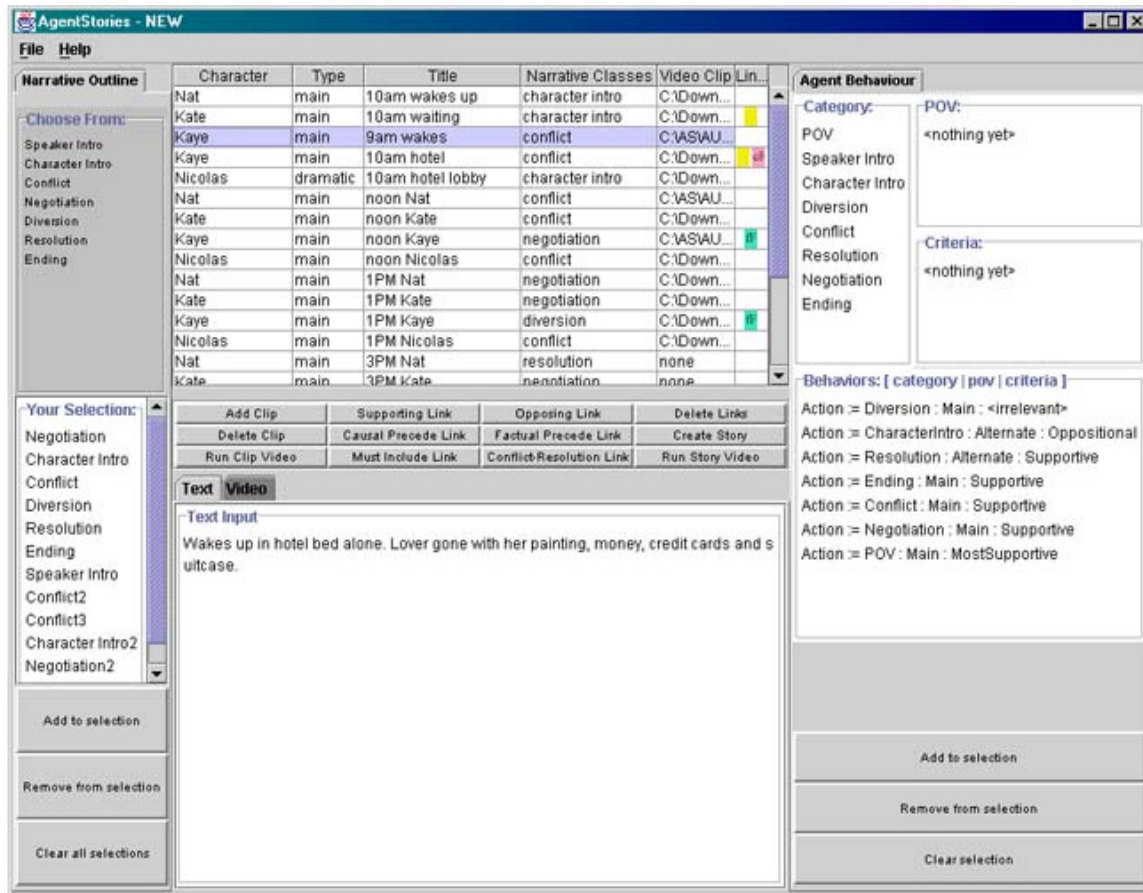 AgentStories - NEW
File Help
Narrative Outline
Choose From:
Speaker Intro
Character Intro
Conflict
Negotiation
Diversion
Resolution
Ending
Your Selection:
Negotiation
Character Intro
Conflict
Diversion
Resolution
Ending
Speaker Intro
Conflict2
Conflict3
Character Intro2
Negotiation2
Add to selection
Remove from selection
Clear all selections
Character Type Title Narrative Classes Video Clip Lin...
Nat main 10am wakes up character intro C:\Down...
Kate main 10am waiting character intro C:\Down...
Kaye main 9am wakes conflict C:\AS\AU...
Kaye main 10am hotel conflict C:\Down...
Nicolas dramatic 10am hotel lobby character intro C:\Down...
Nat main noon Nat conflict C:\AS\AU...
Kate main noon Kate conflict C:\Down...
Kaye main noon Kaye negotiation C:\AS\AU...
Nicolas main noon Nicolas conflict C:\Down...
Nat main 1PM Nat negotiation C:\Down...
Kate main 1PM Kate negotiation C:\Down...
Kaye main 1PM Kaye diversion C:\Down...
Nicolas main 1PM Nicolas conflict C:\Down...
Nat main 3PM Nat resolution none
Kate main 3PM Kate negotiation none
Add Clip Supporting Link Opposing Link Delete Links
Delete Clip Causal Precede Link Factual Precede Link Create Story
Run Clip Video Must Include Link Conflict-Resolution Link Run Story Video
Text Video
Text Input
Wakes up in hotel bed alone. Lover gone with her painting, money, credit cards and s
uitcase.
Agent Behaviour
Category:
POV
Speaker Intro
Character Intro
Diversion
Conflict
Resolution
Negotiation
Ending
POV:
<nothing yet>
Criteria:
<nothing yet>
Behaviors: [ category | pov | criteria ]
Action := Diversion : Main : <irrelevant>
Action := CharacterIntro : Alternate : Oppositional
Action := Resolution : Alternate : Supportive
Action := Ending : Main : Supportive
Action := Conflict : Main : Supportive
Action := Negotiation : Main : Supportive
Action := POV : Main : MostSupportive
Add to selection
Remove from selection
Clear selection